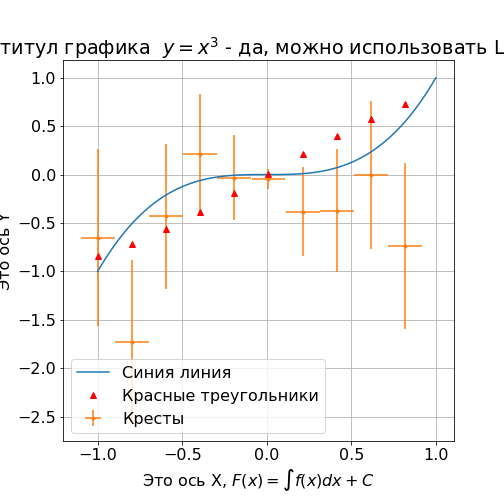 титул графика y = x³ - да, можно использовать L
1.0
0.5
0.0
−0.5
−1.0
−1.5
−2.0
−2.5
Это ось Y
Синия линия
Красные треугольники
Кресты
−1.0 −0.5 0.0 0.5 1.0
Это ось X, F(x) = ∫ f(x)dx + C